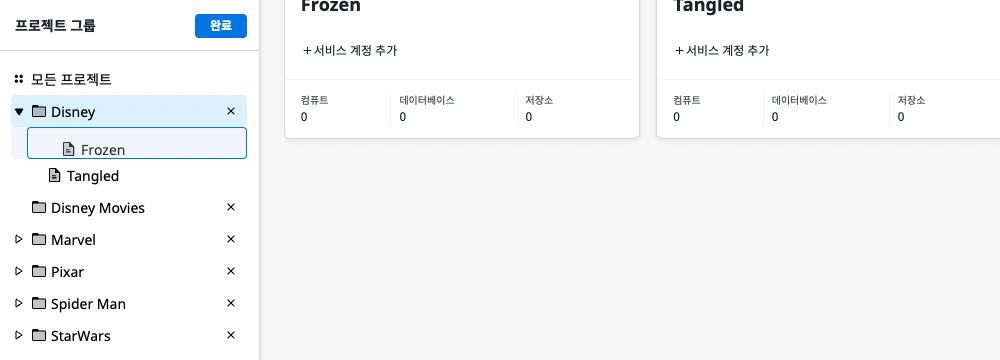 프로젝트 그룹
완료
모든 프로젝트
Disney
Frozen
Tangled
Disney Movies
Marvel
Pixar
Spider Man
StarWars
Frozen
+ 서비스 계정 추가
컴퓨트 데이터베이스 저장소
0 0 0
Tangled
+ 서비스 계정 추가
컴퓨트 데이터베이스 저장소
0 0 0